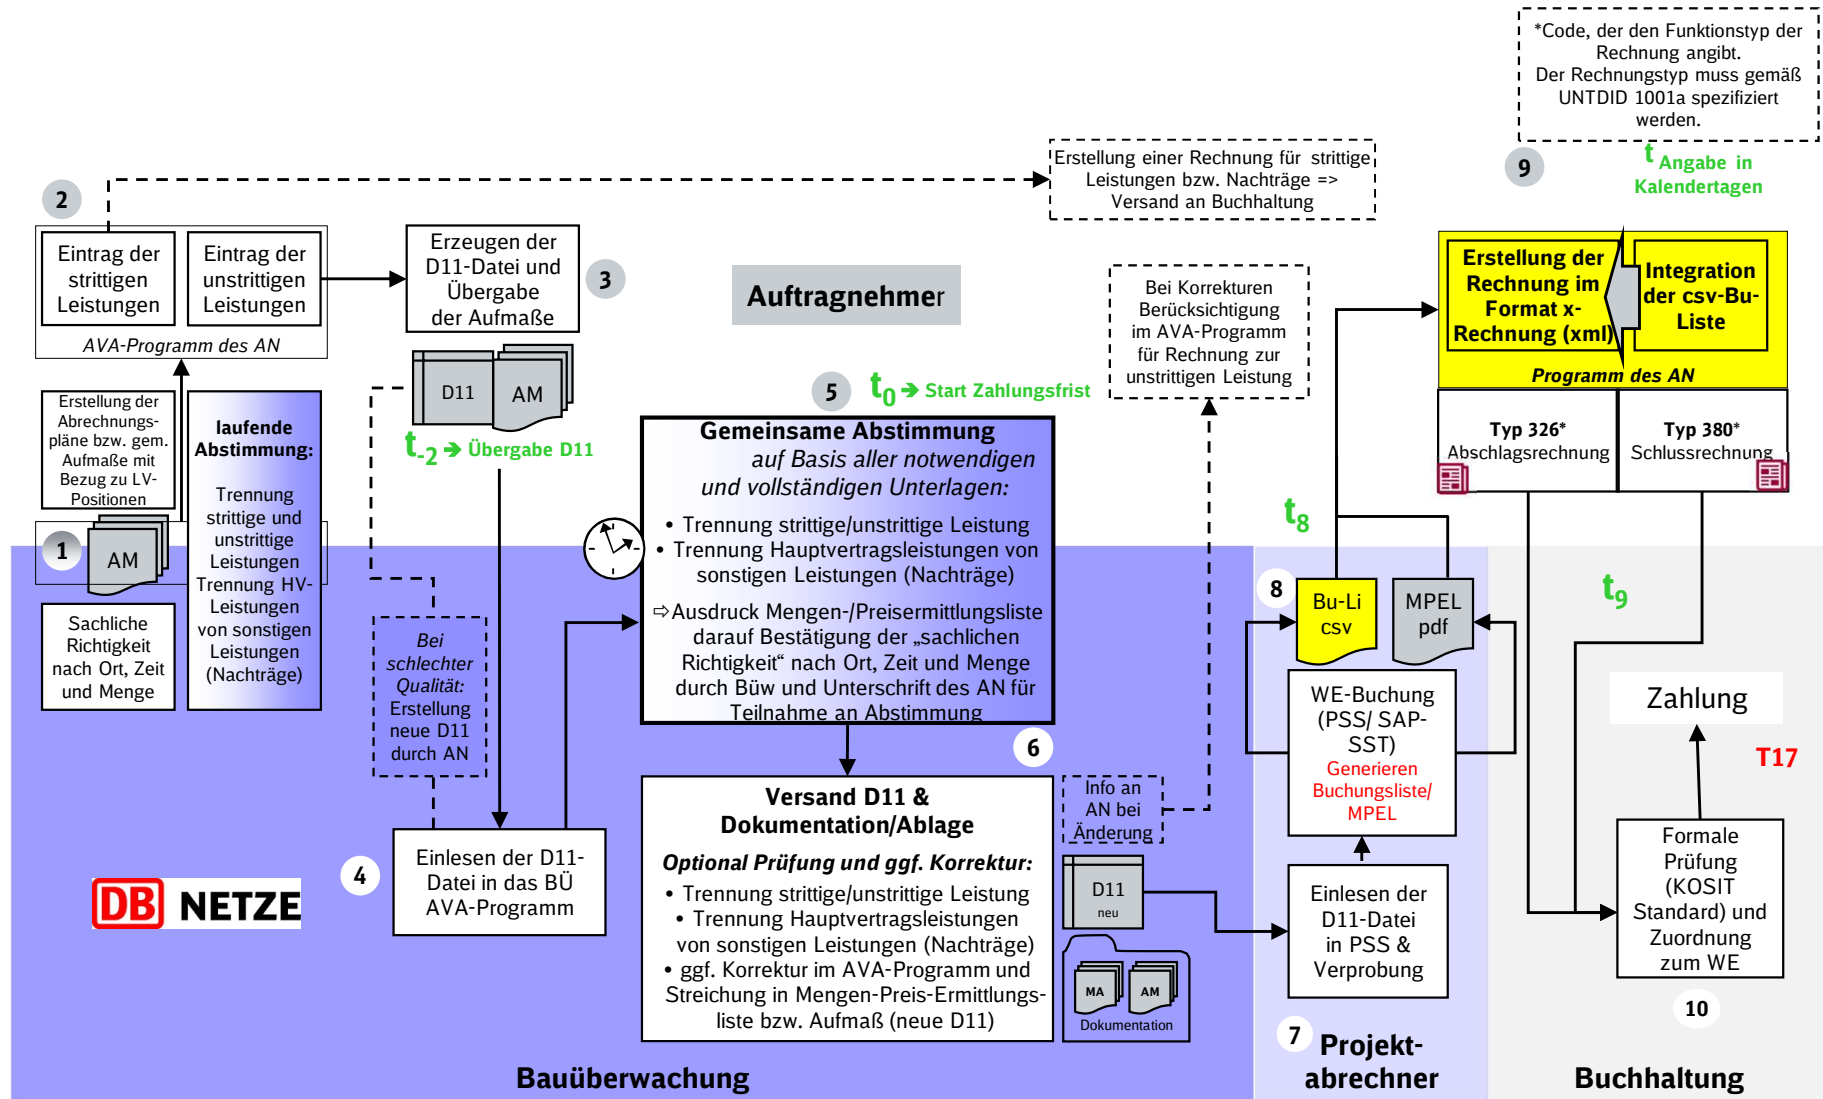 *Code, der den Funktionstyp der
Rechnung angibt.
Der Rechnungstyp muss gemäß
UNTDID 1001a spezifiziert
werden.
9
t Angabe in
Kalendertagen
Erstellung einer Rechnung für strittige
Leistungen bzw. Nachträge =>
Versand an Buchhaltung
2
Eintrag der
strittigen
Leistungen
Eintrag der
unstrittigen
Leistungen
AVA-Programm des AN
Erzeugen der
D11-Datei und
Übergabe
der Aufmaße
3
Auftragnehmer
Bei Korrekturen
Berücksichtigung
im AVA-Programm
für Rechnung zur
unstrittigen Leistung
Erstellung der
Rechnung im
Format x-
Rechnung (xml)
Integration
der csv-Bu-
Liste
Programm des AN
Typ 326*
Abschlagsrechnung
Typ 380*
Schlussrechnung
Erstellung der
Abrechnungs-
pläne bzw. gem.
Aufmaße mit
Bezug zu LV-
Positionen
laufende
Abstimmung:
Trennung
strittige und
unstrittige
Leistungen
Trennung HV-
Leistungen
von sonstigen
Leistungen
(Nachträge)
D11
AM
t-2 ➔ Übergabe D11
5
t0 ➔ Start Zahlungsfrist
Gemeinsame Abstimmung
auf Basis aller notwendigen
und vollständigen Unterlagen:
• Trennung strittige/unstrittige Leistung
• Trennung Hauptvertragsleistungen von
sonstigen Leistungen (Nachträge)
⇨ Ausdruck Mengen-/Preisermittlungsliste
darauf Bestätigung der „sachlichen
Richtigkeit“ nach Ort, Zeit und Menge
durch Büw und Unterschrift des AN für
Teilnahme an Abstimmung
1
AM
Sachliche
Richtigkeit
nach Ort, Zeit
und Menge
Bei
schlechter
Qualität:
Erstellung
neue D11
durch AN
4
Einlesen der D11-
Datei in das BÜ
AVA-Programm
DB NETZE
6
Versand D11 &
Dokumentation/Ablage
Optional Prüfung und ggf. Korrektur:
• Trennung strittige/unstrittige Leistung
• Trennung Hauptvertragsleistungen
von sonstigen Leistungen (Nachträge)
• ggf. Korrektur im AVA-Programm und
Streichung in Mengen-Preis-Ermittlungs-
liste bzw. Aufmaß (neue D11)
Info an
AN bei
Änderung
D11
neu
MA
AM
Dokumentation
Bauüberwachung
t8
8
Bu-Li
csv
MPEL
pdf
WE-Buchung
(PSS/ SAP-
SST)
Generieren
Buchungsliste/
MPEL
Einlesen der
D11-Datei
in PSS &
Verprobung
7
Projekt-
abrechner
t9
Zahlung
T17
Formale
Prüfung
(KOSIT
Standard) und
Zuordnung
zum WE
10
Buchhaltung